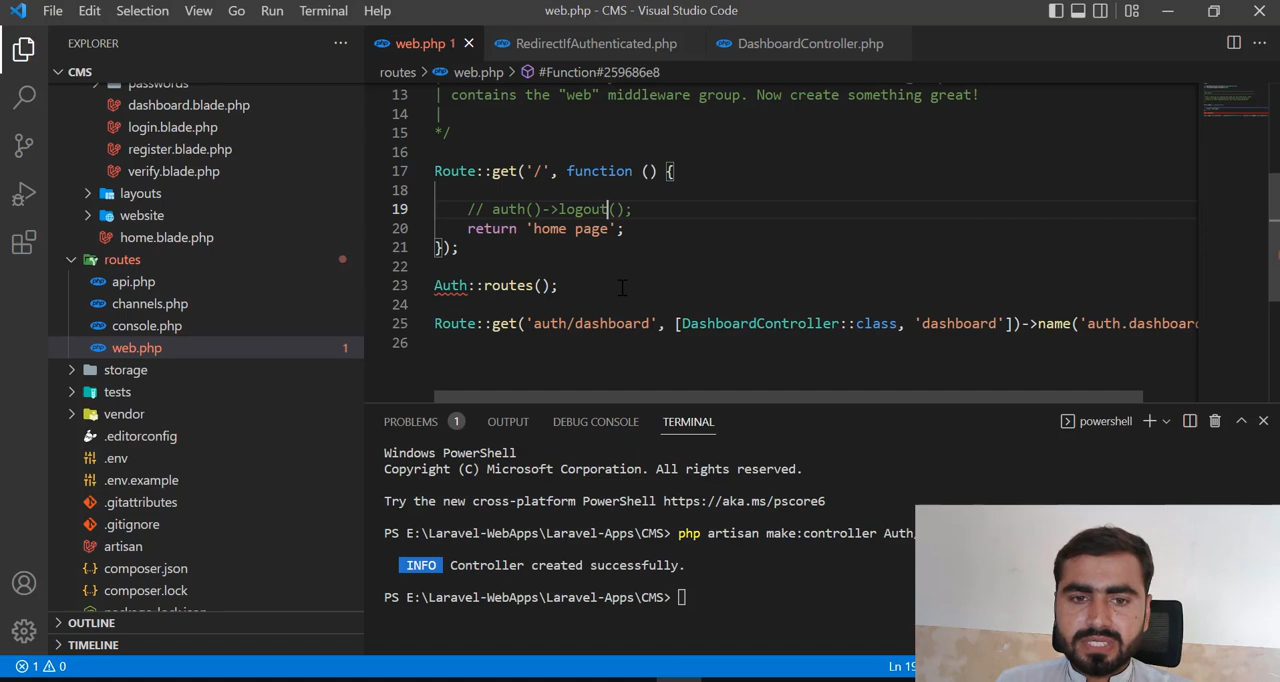 File Edit Selection View Go Run Terminal Help
web.php - CMS - Visual Studio Code
EXPLORER
CMS
dashboard.blade.php
login.blade.php
register.blade.php
verify.blade.php
layouts
website
home.blade.php
routes
api.php
channels.php
console.php
web.php 1
storage
tests
vendor
.editorconfig
.env
.env.example
.gitattributes
.gitignore
artisan
composer.json
composer.lock
OUTLINE
TIMELINE
web.php 1 RedirectIfAuthenticated.php DashboardController.php
routes > web.php > #Function#259686e8
13 | contains the "web" middleware group. Now create something great!
14 |
15 */
16
17 Route::get('/', function () {
18
19 // auth()->logout();
20 return 'home page';
21 });
22
23 Auth::routes();
24
25 Route::get('auth/dashboard', [DashboardController::class, 'dashboard'])->name('auth.dashboard
26
PROBLEMS 1 OUTPUT DEBUG CONSOLE TERMINAL
powershell
Windows PowerShell
Copyright (C) Microsoft Corporation. All rights reserved.
Try the new cross-platform PowerShell https://aka.ms/pscore6
PS E:\Laravel-WebApps\Laravel-Apps\CMS> php artisan make:controller Auth/
INFO Controller created successfully.
PS E:\Laravel-WebApps\Laravel-Apps\CMS>
1 0
Ln 19